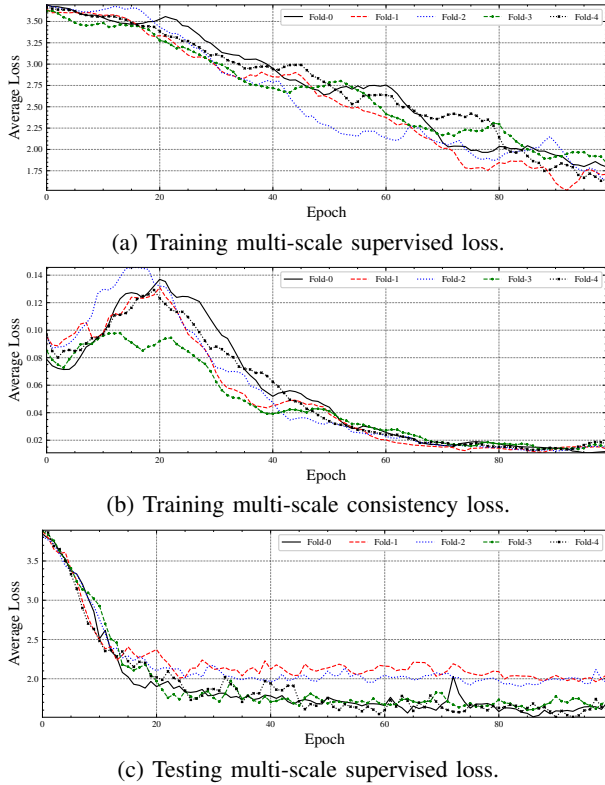 3.50
3.25
3.00
2.75
2.50
2.25
2.00
1.75
Average Loss
Fold-0 Fold-1 Fold-2 Fold-3 Fold-4
0 20 40 60 80
Epoch
(a) Training multi-scale supervised loss.
0.14
0.12
0.10
0.08
0.06
0.04
0.02
Average Loss
Fold-0 Fold-1 Fold-2 Fold-3 Fold-4
0 20 40 60 80
Epoch
(b) Training multi-scale consistency loss.
3.5
3.0
2.5
2.0
Average Loss
Fold-0 Fold-1 Fold-2 Fold-3 Fold-4
0 20 40 60 80
Epoch
(c) Testing multi-scale supervised loss.